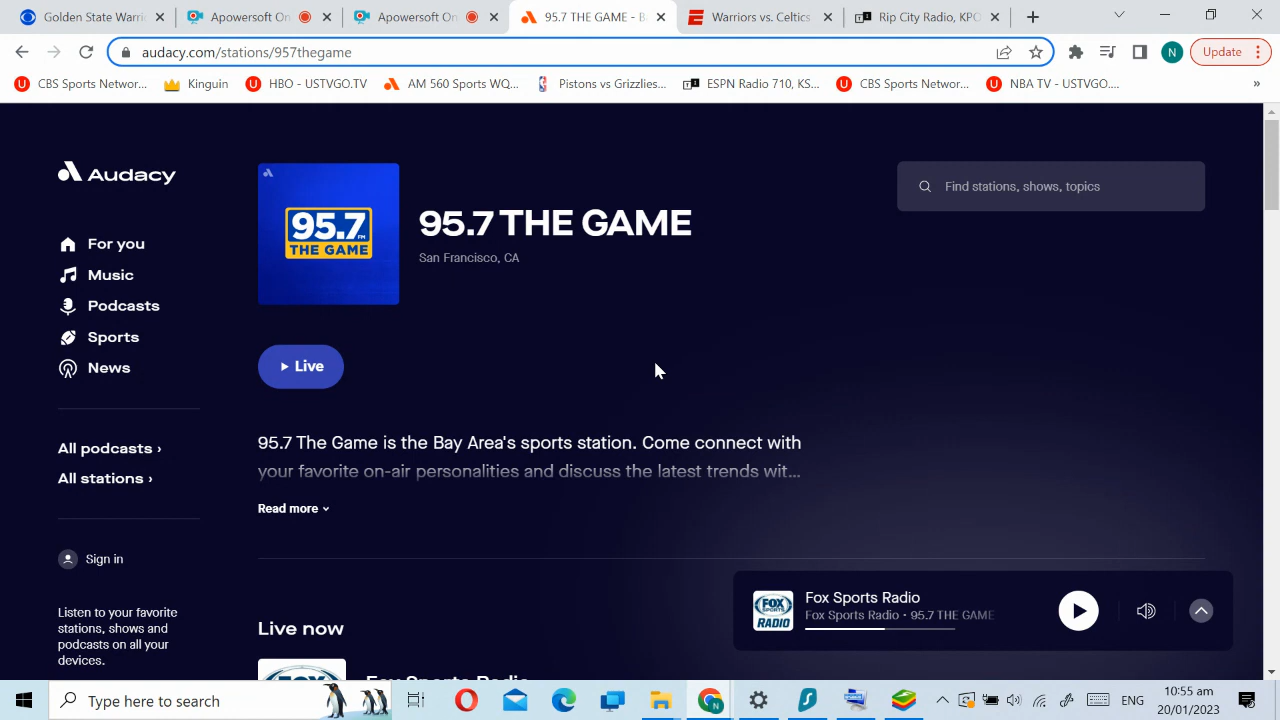 Golden State Warri
Apowersoft On
Apowersoft On
95.7 THE GAME - B
Warriors vs. Celtics
Rip City Radio, KPO
audacy.com/stations/957thegame
N
Update
CBS Sports Networ...
Kinguin
HBO - USTVGO.TV
AM 560 Sports WQ...
Pistons vs Grizzlies...
ESPN Radio 710, KS...
CBS Sports Networ...
NBA TV - USTVGO....
»
Audacy
For you
Music
Podcasts
Sports
News
All podcasts ›
All stations ›
Sign in
Listen to your favorite
stations, shows and
podcasts on all your
devices.
95.7 FM
THE GAME
95.7 THE GAME
San Francisco, CA
Find stations, shows, topics
Live
95.7 The Game is the Bay Area's sports station. Come connect with
your favorite on-air personalities and discuss the latest trends wit...
Read more
Live now
Fox Sports Radio
FOX
SPORTS
RADIO
Fox Sports Radio
Fox Sports Radio • 95.7 THE GAME
Type here to search
ENG
10:55 am
20/01/2023